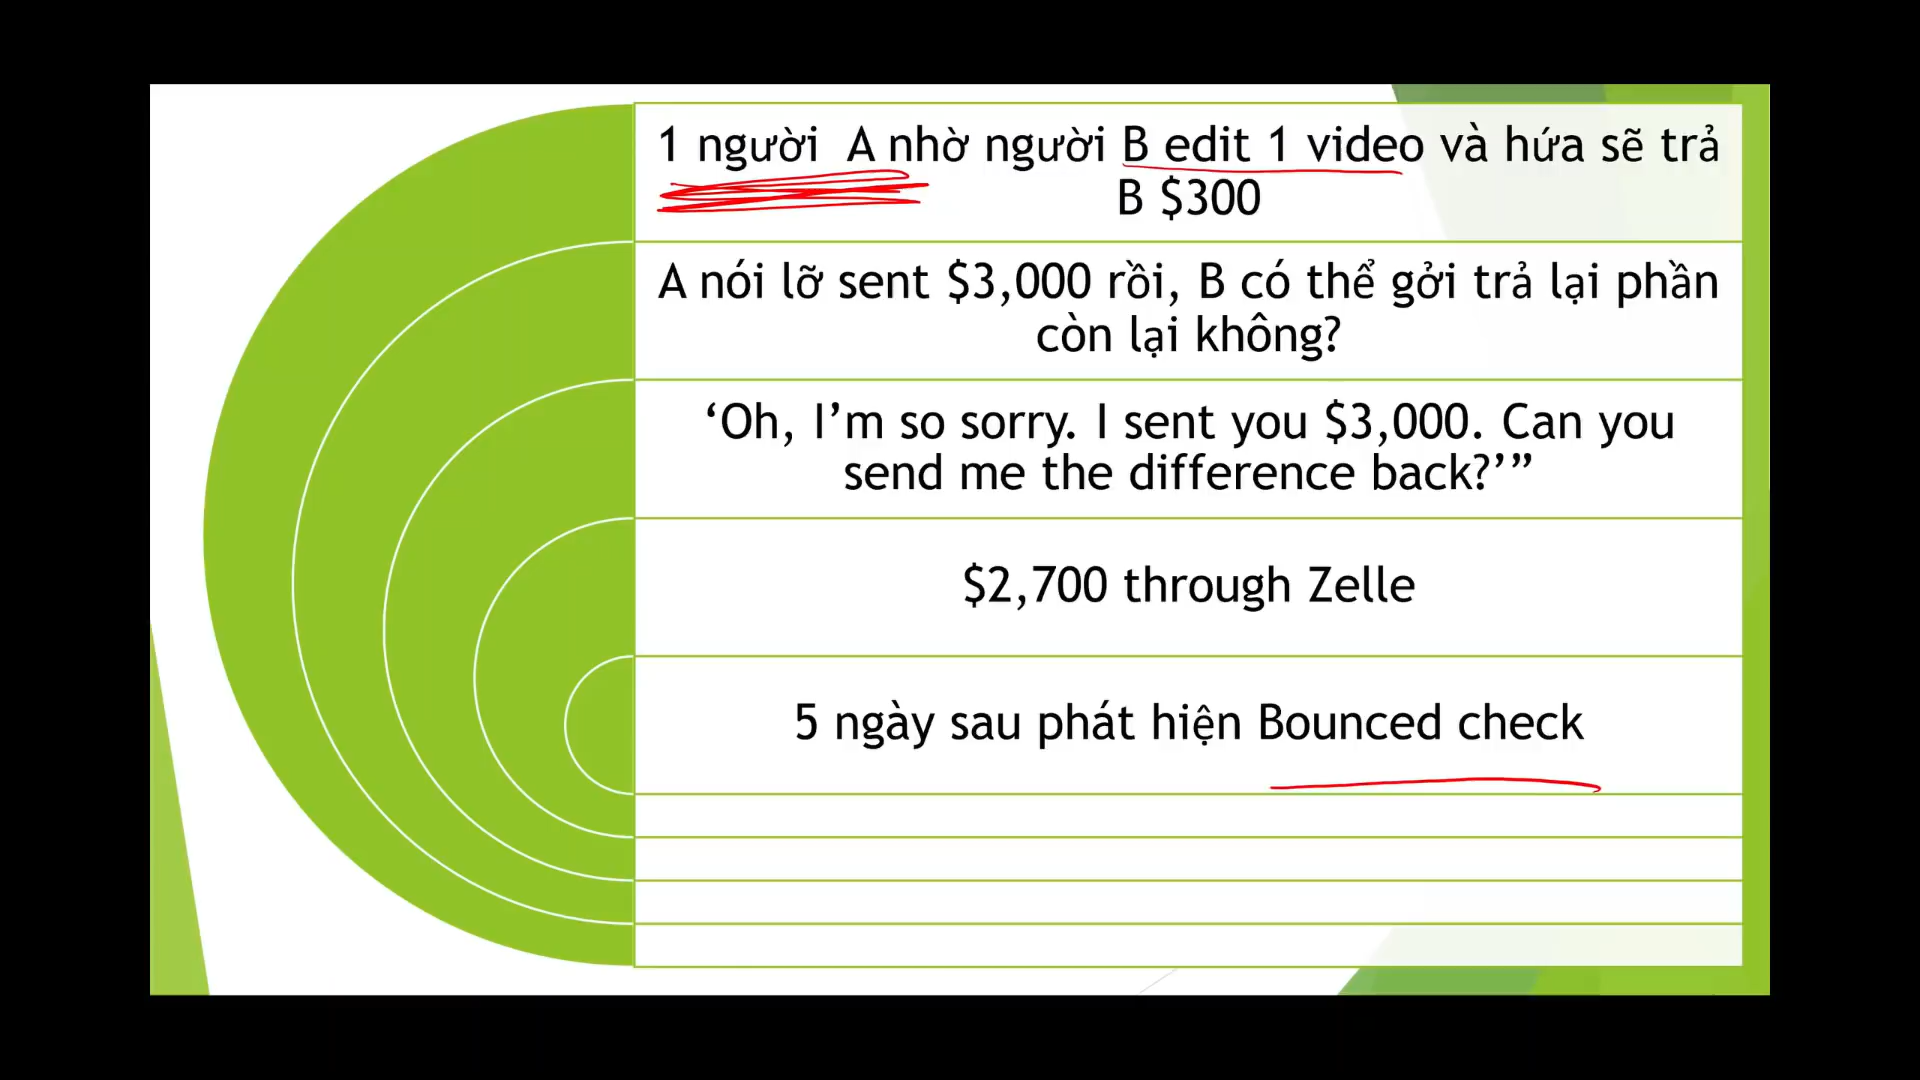 1 người  A nhờ người B edit 1 video và hứa sẽ trả
B $300
A nói lỡ sent $3,000 rồi, B có thể gởi trả lại phần
còn lại không?
‘Oh, I’m so sorry. I sent you $3,000. Can you
send me the difference back?’”
$2,700 through Zelle
5 ngày sau phát hiện Bounced check